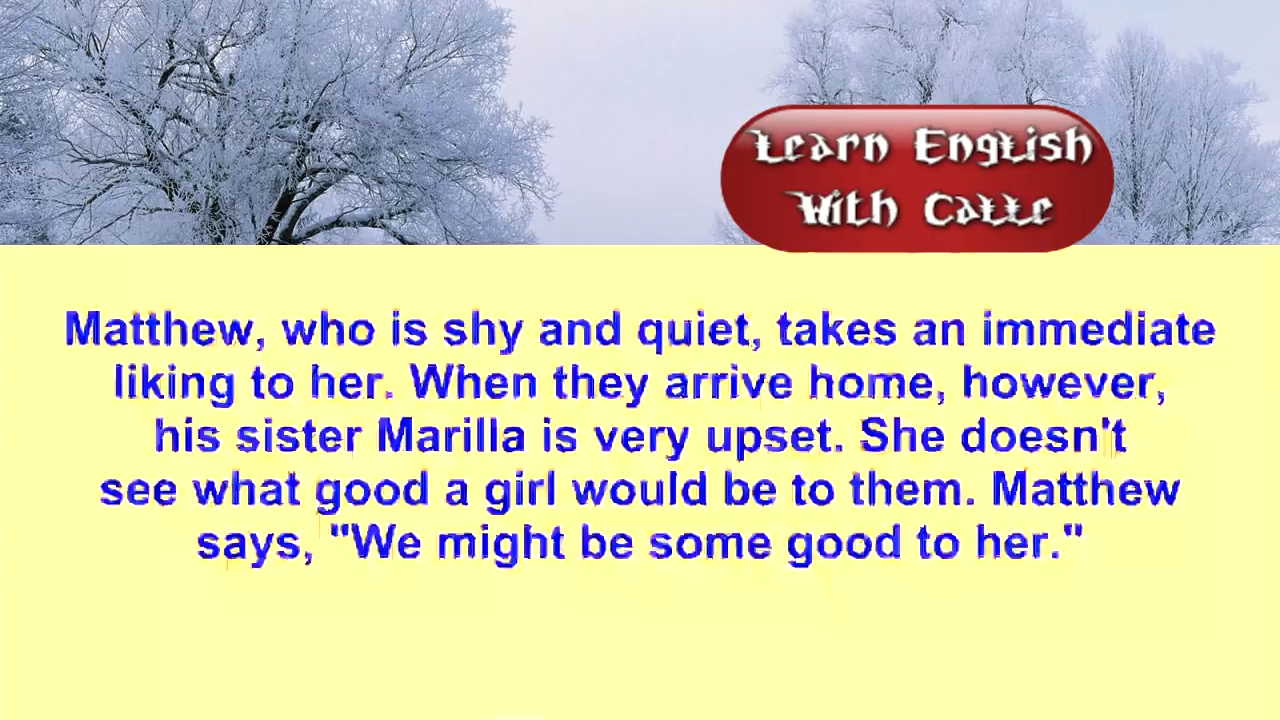 Learn English
With Catte
Matthew, who is shy and quiet, takes an immediate
liking to her. When they arrive home, however,
his sister Marilla is very upset. She doesn't
see what good a girl would be to them. Matthew
says, "We might be some good to her."